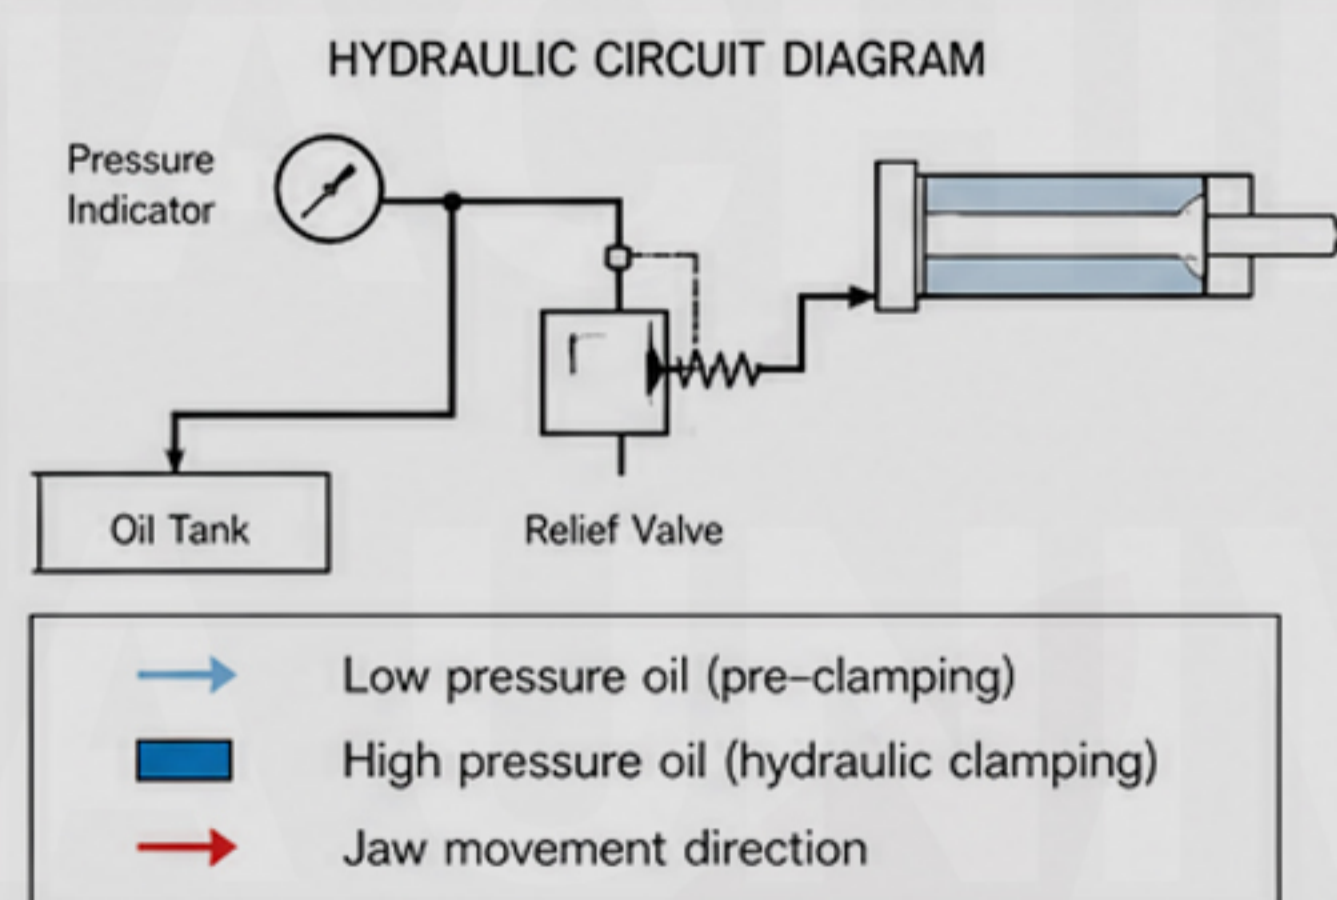 HYDRAULIC CIRCUIT DIAGRAM
Pressure
Indicator
Oil Tank
Relief Valve
Low pressure oil (pre-clamping)
High pressure oil (hydraulic clamping)
Jaw movement direction